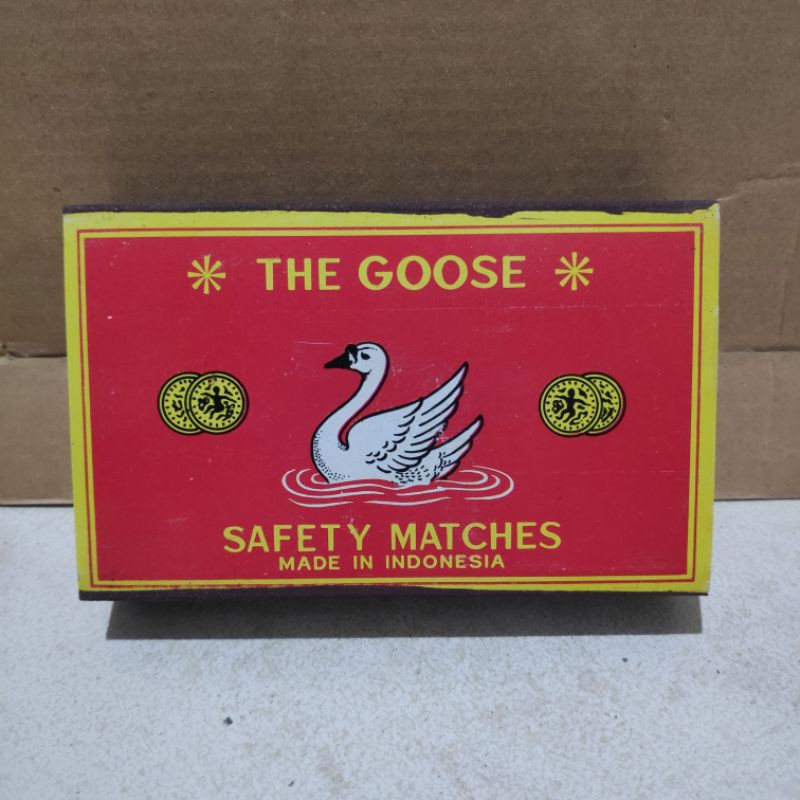 THE GOOSE
SAFETY MATCHES
MADE IN INDONESIA